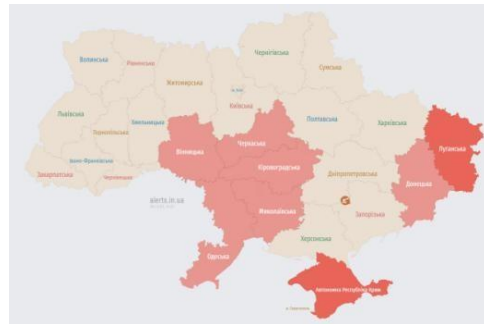 Чернігівська
Волинська
Рівненська
Сумська
Житомирська
Київська
Львівська
Тернопільська
Хмельницька
Полтавська
Харківська
Луганська
Вінницька
Черкаська
Івано-Франківська
Кіровоградська
Дніпропетровська
Донецька
Закарпатська
Чернівецька
alerts.in.ua
Миколаївська
Запорізька
Херсонська
Одеська
Автономна Республіка Крим